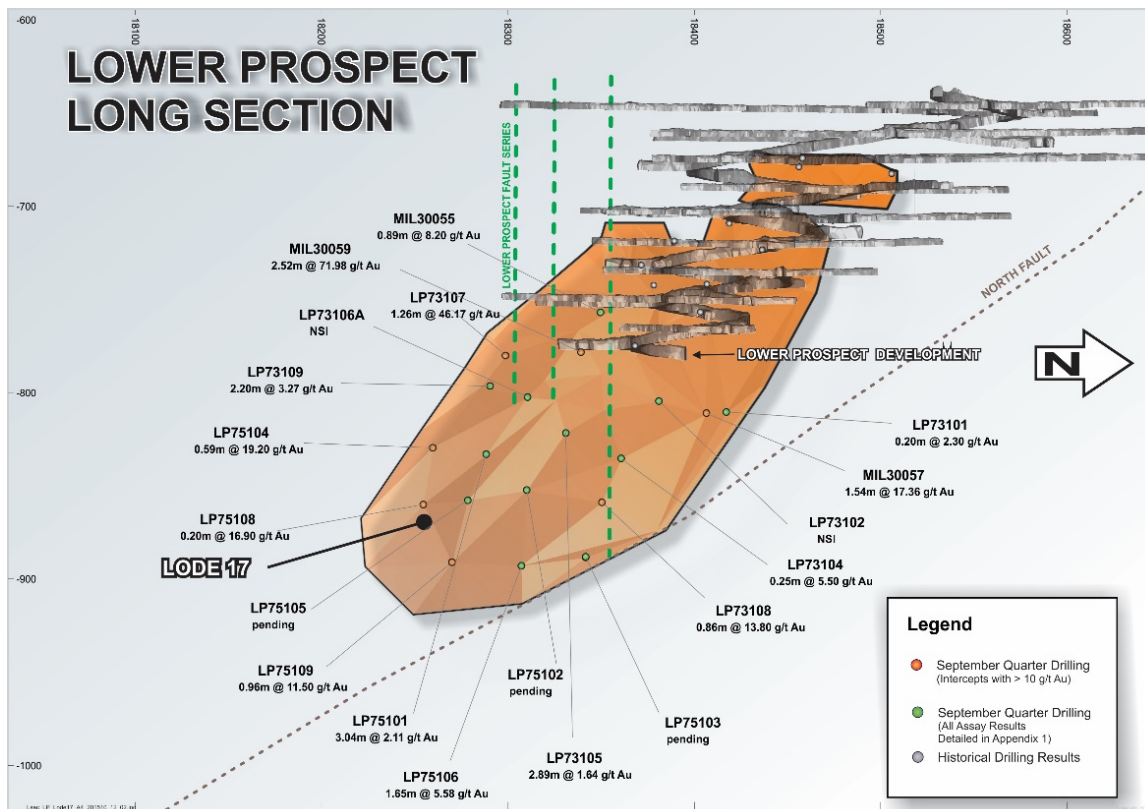 18100
18200
18300
18400
18500
18600
-600
-700
-800
-900
-1000
LOWER PROSPECT
LONG SECTION
LOWER PROSPECT FAULT SERIES
MIL30055
0.89m @ 8.20 g/t Au
MIL30059
2.52m @ 71.98 g/t Au
LP73107
1.26m @ 46.17 g/t Au
LP73106A
NSI
LP73109
2.20m @ 3.27 g/t Au
LP75104
0.59m @ 19.20 g/t Au
LP75108
0.20m @ 16.90 g/t Au
LODE 17
LP75105
pending
LP75109
0.96m @ 11.50 g/t Au
LP75101
3.04m @ 2.11 g/t Au
LP75106
1.65m @ 5.58 g/t Au
LP75102
pending
LP73105
2.89m @ 1.64 g/t Au
LP75103
pending
LP73108
0.86m @ 13.80 g/t Au
LP73104
0.25m @ 5.50 g/t Au
LP73102
NSI
MIL30057
1.54m @ 17.36 g/t Au
LP73101
0.20m @ 2.30 g/t Au
LOWER PROSPECT DEVELOPMENT
NORTH FAULT
N
Legend
September Quarter Drilling
(Intercepts with > 10 g/t Au)
September Quarter Drilling
(All Assay Results
Detailed in Appendix 1)
Historical Drilling Results